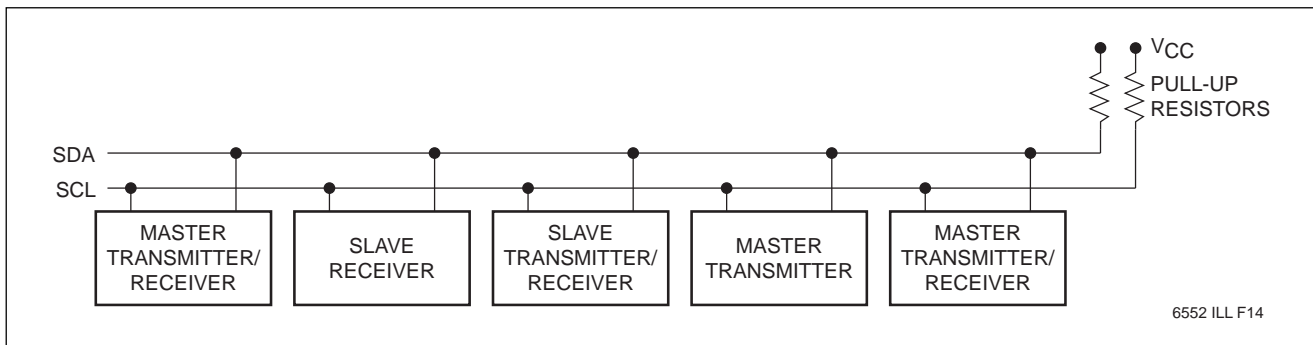 VCC
PULL-UP
RESISTORS
SDA
SCL
MASTER
TRANSMITTER/
RECEIVER
SLAVE
RECEIVER
SLAVE
TRANSMITTER/
RECEIVER
MASTER
TRANSMITTER
MASTER
TRANSMITTER/
RECEIVER
6552 ILL F14